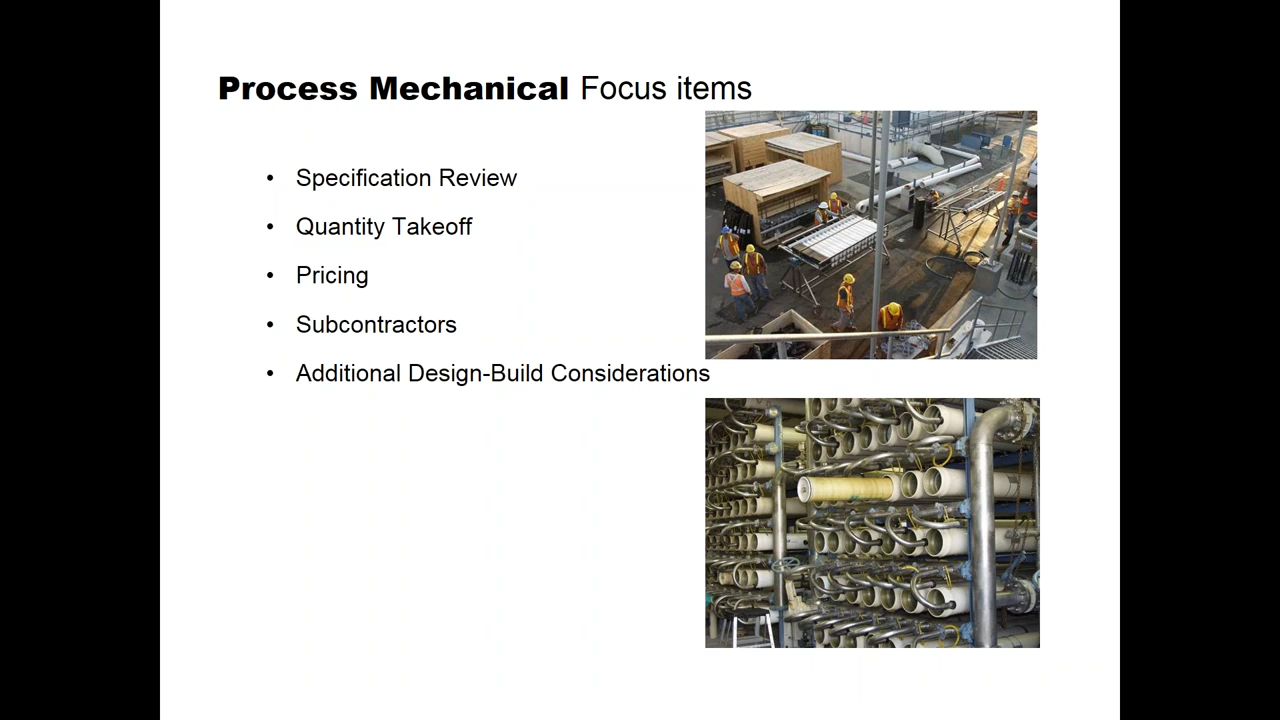 Process Mechanical Focus items
• Specification Review
• Quantity Takeoff
• Pricing
• Subcontractors
• Additional Design-Build Considerations